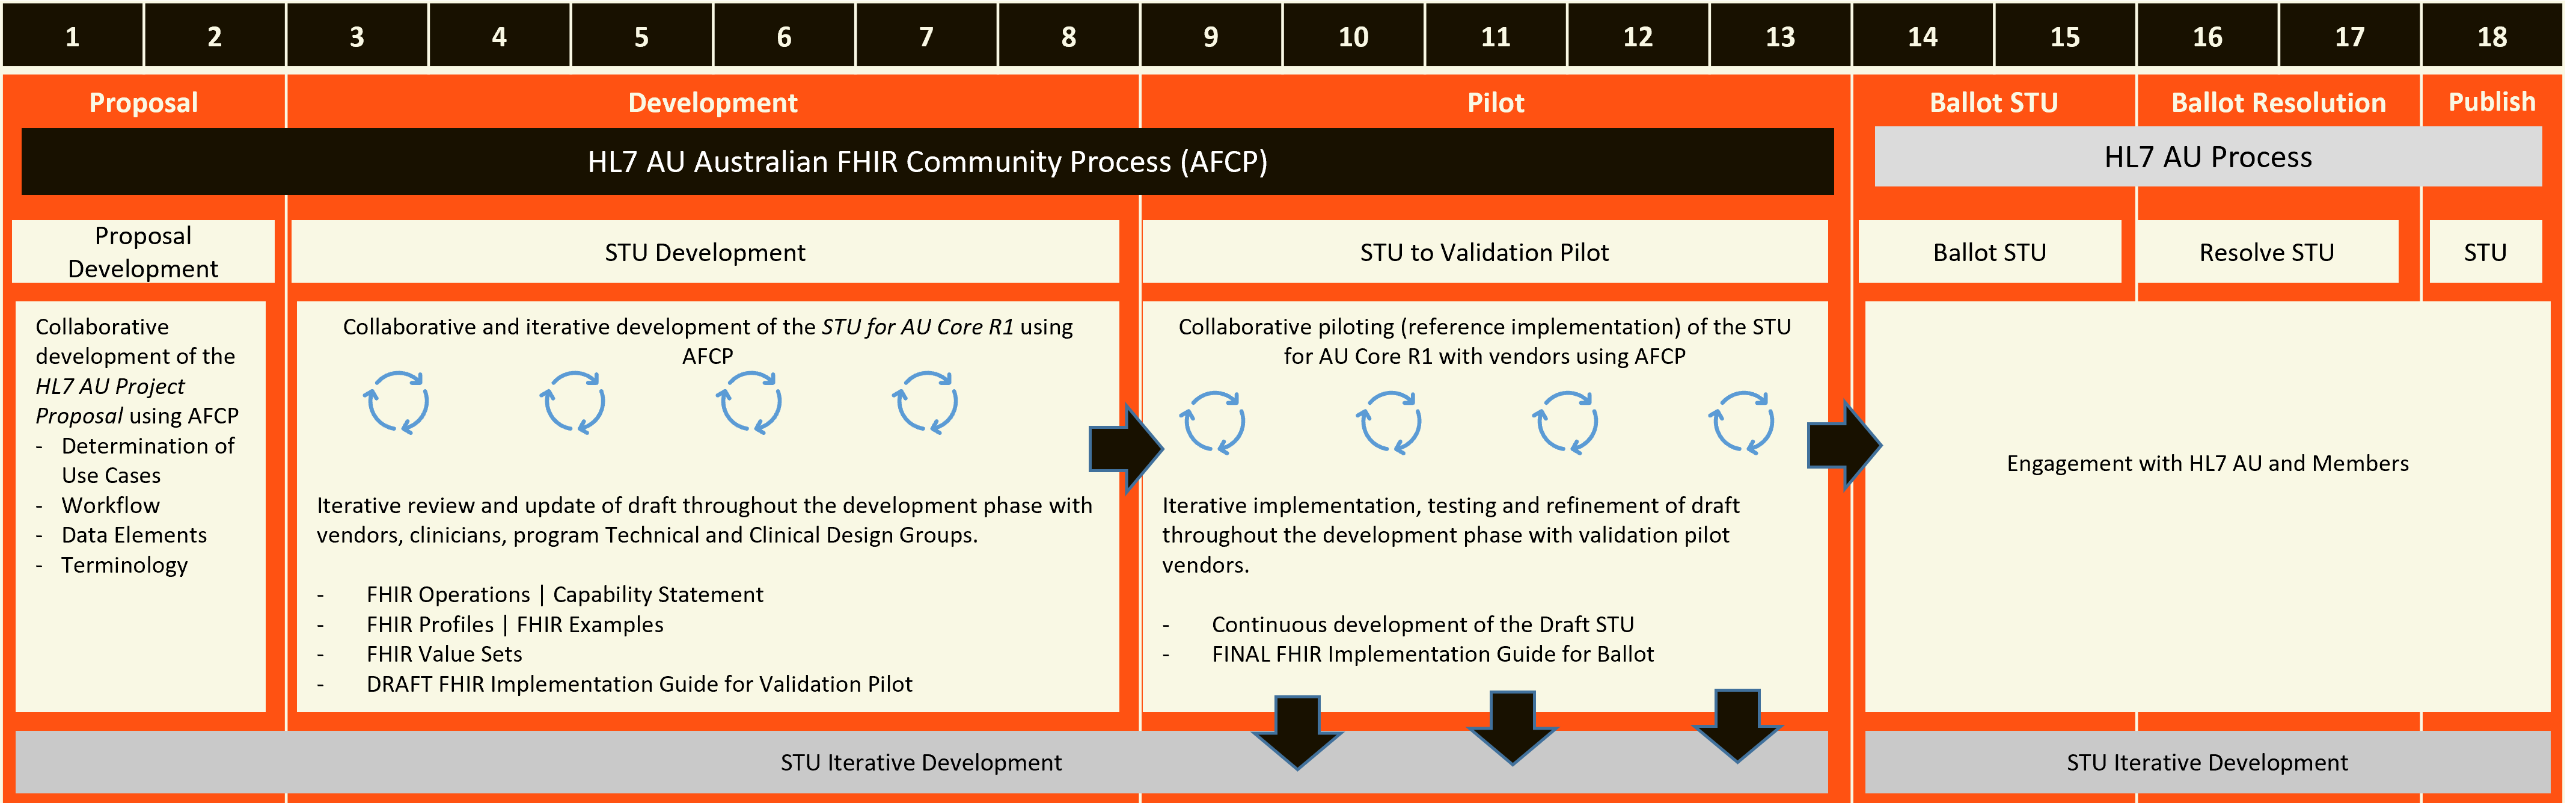 1 2 3 4 5 6 7 8 9 10 11 12 13 14 15 16 17 18
Proposal Development Pilot Ballot STU Ballot Resolution Publish
HL7 AU Australian FHIR Community Process (AFCP)
HL7 AU Process
Proposal
Development
STU Development
STU to Validation Pilot
Ballot STU
Resolve STU
STU
Collaborative
development of the
HL7 AU Project
Proposal using AFCP
- Determination of
Use Cases
- Workflow
- Data Elements
- Terminology
Collaborative and iterative development of the STU for AU Core R1 using
AFCP
Iterative review and update of draft throughout the development phase with
vendors, clinicians, program Technical and Clinical Design Groups.
- FHIR Operations | Capability Statement
- FHIR Profiles | FHIR Examples
- FHIR Value Sets
- DRAFT FHIR Implementation Guide for Validation Pilot
Collaborative piloting (reference implementation) of the STU
for AU Core R1 with vendors using AFCP
Iterative implementation, testing and refinement of draft
throughout the development phase with validation pilot
vendors.
- Continuous development of the Draft STU
- FINAL FHIR Implementation Guide for Ballot
Engagement with HL7 AU and Members
STU Iterative Development
STU Iterative Development